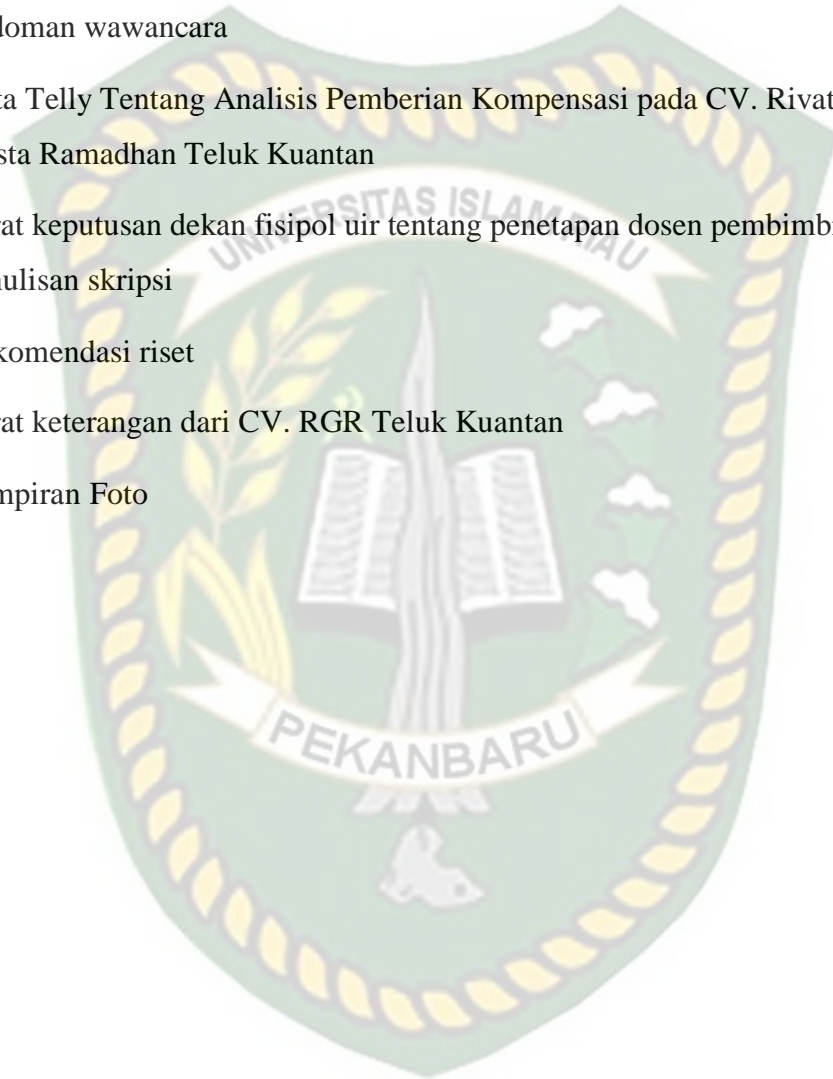 doman wawancara
ta Telly Tentang Analisis Pemberian Kompensasi pada CV. Rivat
sta Ramadhan Teluk Kuantan
UNIVERSITAS ISLAM RIAU
rat keputusan dekan fisipol uir tentang penetapan dosen pembimbi
nulisan skripsi
komendasi riset
rat keterangan dari CV. RGR Teluk Kuantan
mpiran Foto
PEKANBARU